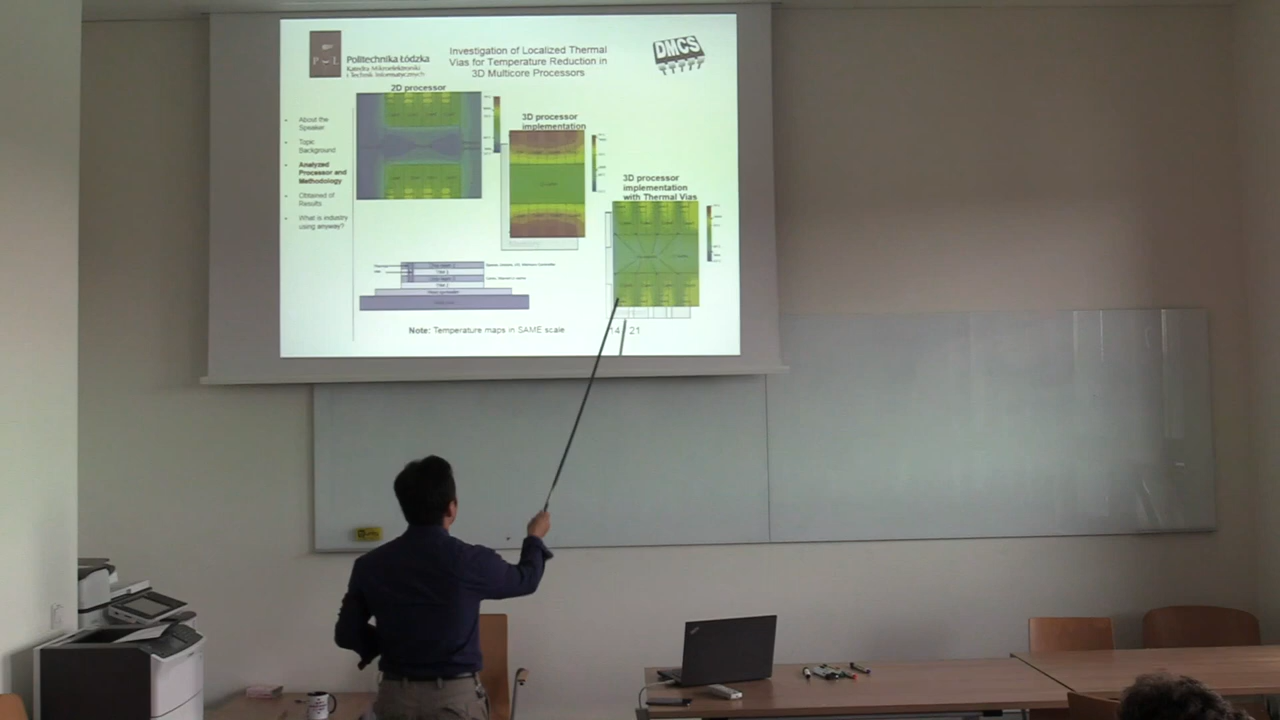 Politechnika Łódzka
Katedra Mikroelektroniki
i Technik Informatycznych
Investigation of Localized Thermal
Vias for Temperature Reduction in
3D Multicore Processors
DMCS
2D processor
3D processor
implementation
3D processor
implementation
with Thermal Vias
About the
Speaker
Topic
Background
Analyzed
Processor and
Methodology
Obtained of
Results
What is industry
using anyway?
Note: Temperature maps in SAME scale
14 / 21